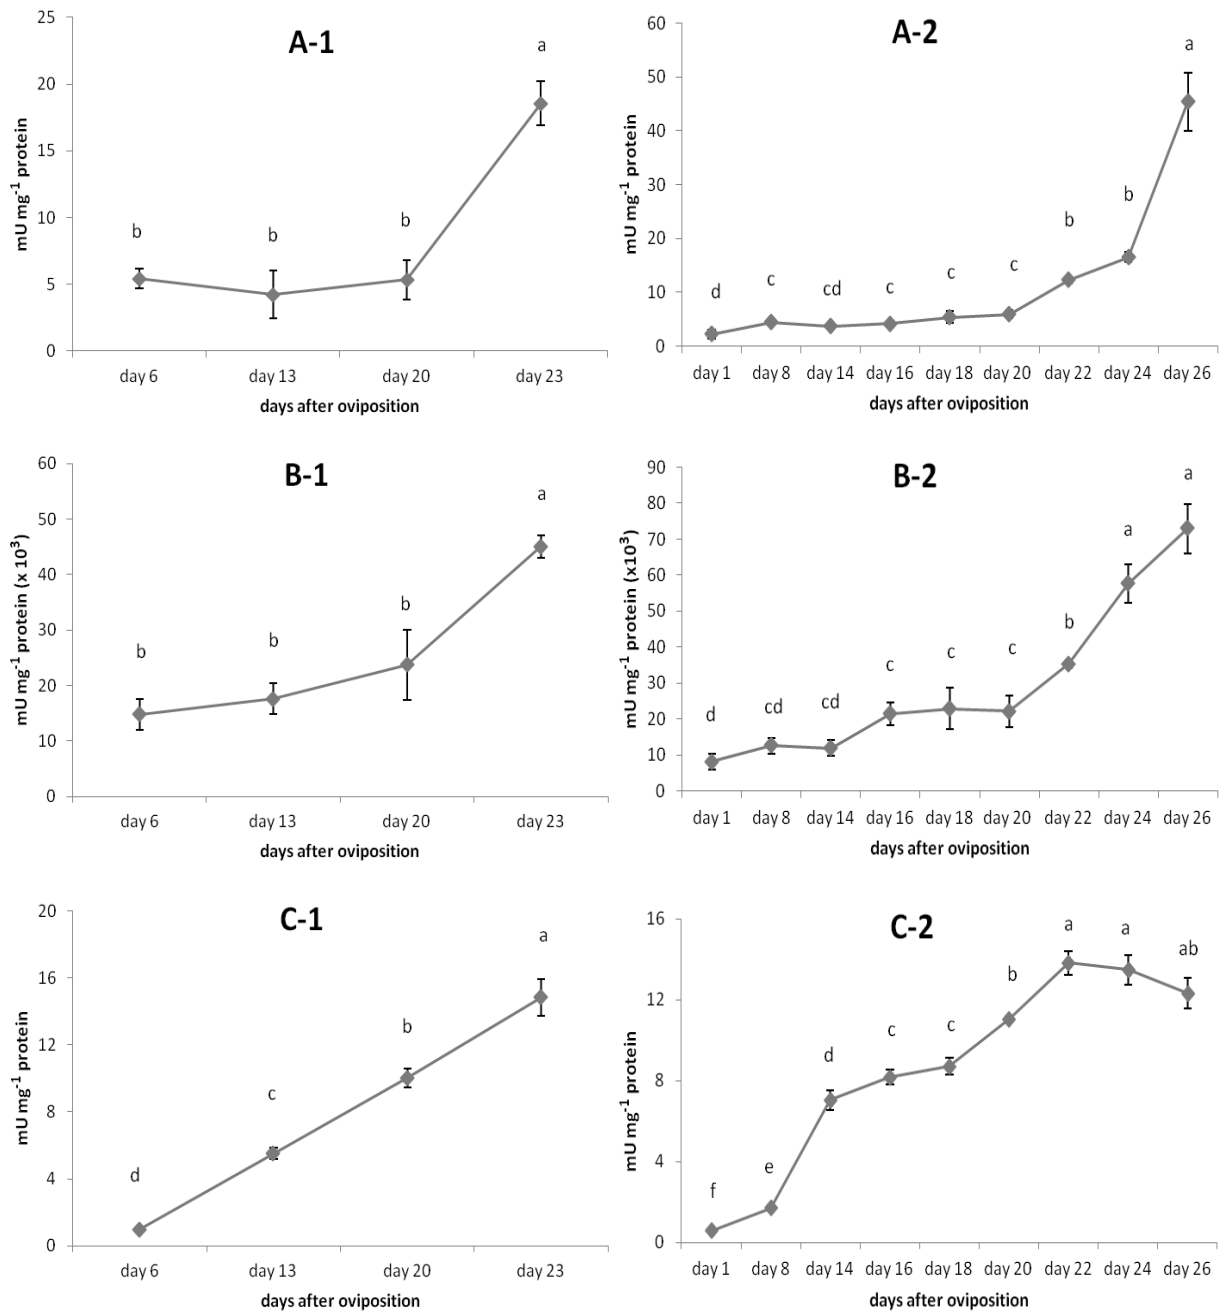 A-1
25
20
15
10
5
0
mU mg⁻¹ protein
b
b
b
a
day 6 day 13 day 20 day 23
days after oviposition
A-2
60
50
40
30
20
10
0
mU mg⁻¹ protein
d
c
cd
c
c
c
b
b
a
day 1 day 8 day 14 day 16 day 18 day 20 day 22 day 24 day 26
days after oviposition
B-1
60
50
40
30
20
10
0
mU mg⁻¹ protein (x 10³)
b
b
b
a
day 6 day 13 day 20 day 23
days after oviposition
B-2
90
80
70
60
50
40
30
20
10
0
mU mg⁻¹ protein (x10³)
d
cd
cd
c
c
c
b
a
a
day 1 day 8 day 14 day 16 day 18 day 20 day 22 day 24 day 26
days after oviposition
C-1
20
16
12
8
4
0
mU mg⁻¹ protein
d
c
b
a
day 6 day 13 day 20 day 23
days after oviposition
C-2
16
12
8
4
0
mU mg⁻¹ protein
f
e
d
c
c
b
a
a
ab
day 1 day 8 day 14 day 16 day 18 day 20 day 22 day 24 day 26
days after oviposition